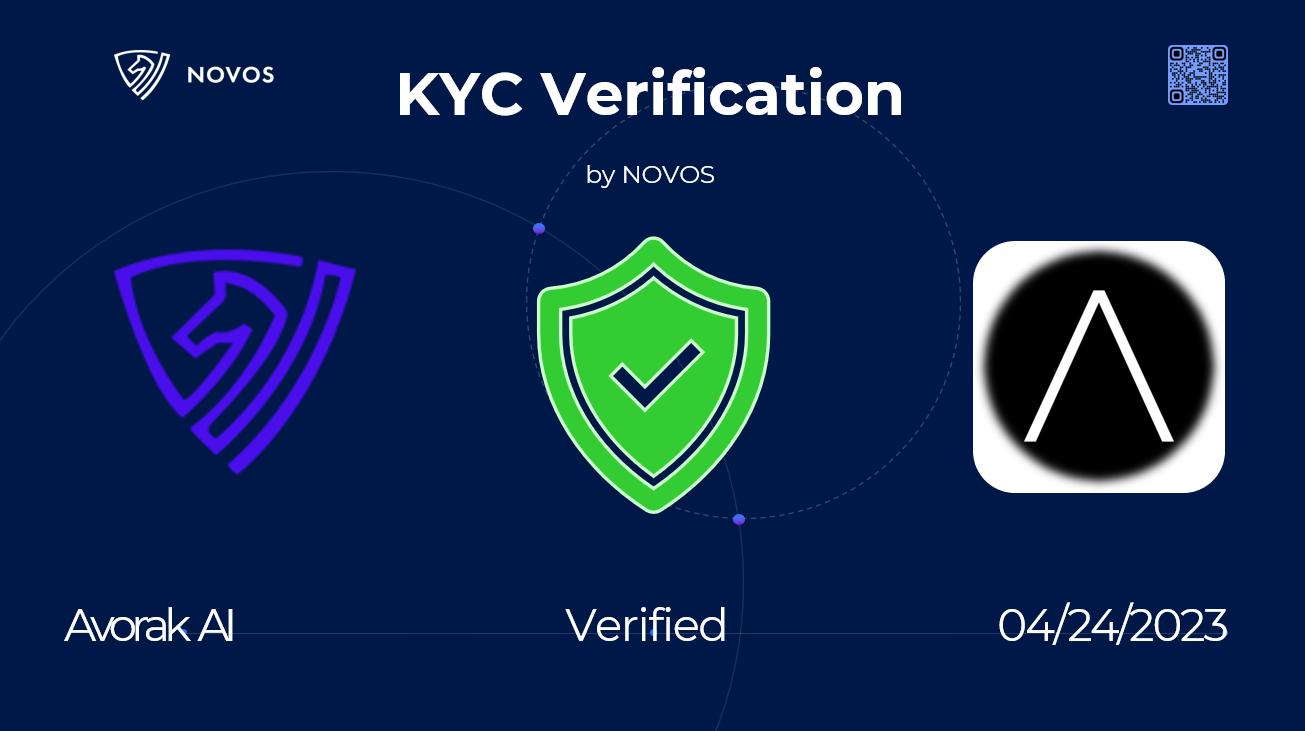 NOVOS
KYC Verification
by NOVOS
Avorak AI
Verified
04/24/2023